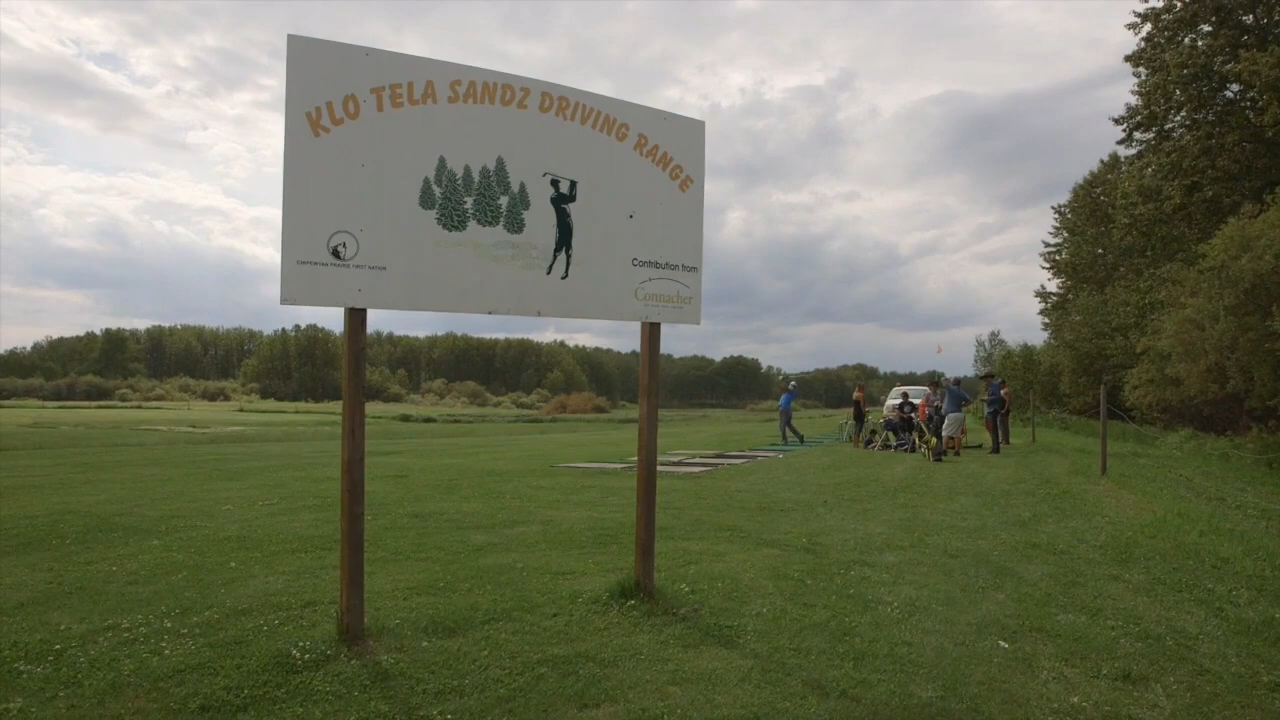 KLO TELA SANDZ DRIVING RANGE
CHIPEWYAN PRAIRIE FIRST NATION
Contribution from
Connacher